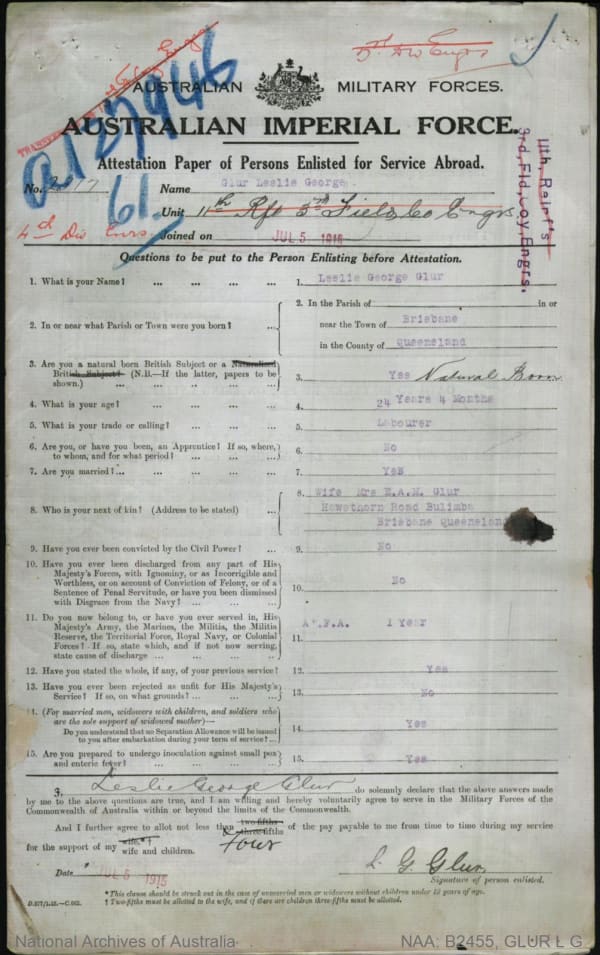 5th Div Engrs
AUSTRALIAN MILITARY FORCES.
AUSTRALIAN IMPERIAL FORCE.
Attestation Paper of Persons Enlisted for Service Abroad.
No. Name Glur Leslie George.
61
Unit 11th Rft 3rd Field Co Engrs
4th Div Engrs. Joined on JUL 5 1915
11th, Reinf's
3rd, Fld, Coy, Engrs.
Questions to be put to the Person Enlisting before Attestation.
1. What is your Name? ... ... ... ... 1. Leslie George Glur
2. In or near what Parish or Town were you born? ... 2. In the Parish of in or
near the Town of Brisbane
in the County of Queensland
3. Are you a natural born British Subject or a Naturalized
British Subject? (N.B.—If the latter, papers to be
shown.) ... ... ... ... 3. Yes Natural Born
4. What is your age? ... ... ... ... 4. 24 Years 4 Months
5. What is your trade or calling? ... ... ... 5. Labourer
6. Are you, or have you been, an Apprentice? If so, where,
to whom, and for what period? ... ... ... 6. No
7. Are you married?... ... ... ... 7. Yes
8. Who is your next of kin? (Address to be stated) ... 8. Wife Mrs E.A.M. Glur
Hawethorn Road Bulimba
Brisbane Queensland
9. Have you ever been convicted by the Civil Power? ... 9. No
10. Have you ever been discharged from any part of His
Majesty's Forces, with Ignominy, or as Incorrigible and
Worthless, or on account of Conviction of Felony, or of a
Sentence of Penal Servitude, or have you been dismissed
with Disgrace from the Navy? ... ... ... 10. No
11. Do you now belong to, or have you ever served in, His
Majesty's Army, the Marines, the Militia, the Militia
Reserve, the Territorial Force, Royal Navy, or Colonial
Forces? If so, state which, and if not now serving,
state cause of discharge ... ... ... 11. 1 Year
12. Have you stated the whole, if any, of your previous service? 12. Yes
13. Have you ever been rejected as unfit for His Majesty's
Service? If so, on what grounds? ... ... ... 13. No
14. (For married men, widowers with children, and soldiers who
are the sole support of widowed mother)—
Do you understand that no Separation Allowance will be issued
to you after embarkation during your term of service?... 14. Yes
15. Are you prepared to undergo inoculation against small pox
and enteric fever? ... ... ... ... 15. Yes
I, Leslie George Glur do solemnly declare that the above answers made
by me to the above questions are true, and I am willing and hereby voluntarily agree to serve in the Military Forces of the
Commonwealth of Australia within or beyond the limits of the Commonwealth.
And I further agree to allot not less than two-fifths three-fifths four of the pay payable to me from time to time during my service
for the support of my wife.*† wife and children.
Date JUL 5 1915 L. G. Glur.
Signature of person enlisted.
* This clause should be struck out in the case of unmarried men or widowers without children under 18 years of age.
† Two-fifths must be allotted to the wife, and if there are children three-fifths must be allotted.
National Archives of Australia NAA: B2455, GLUR L G